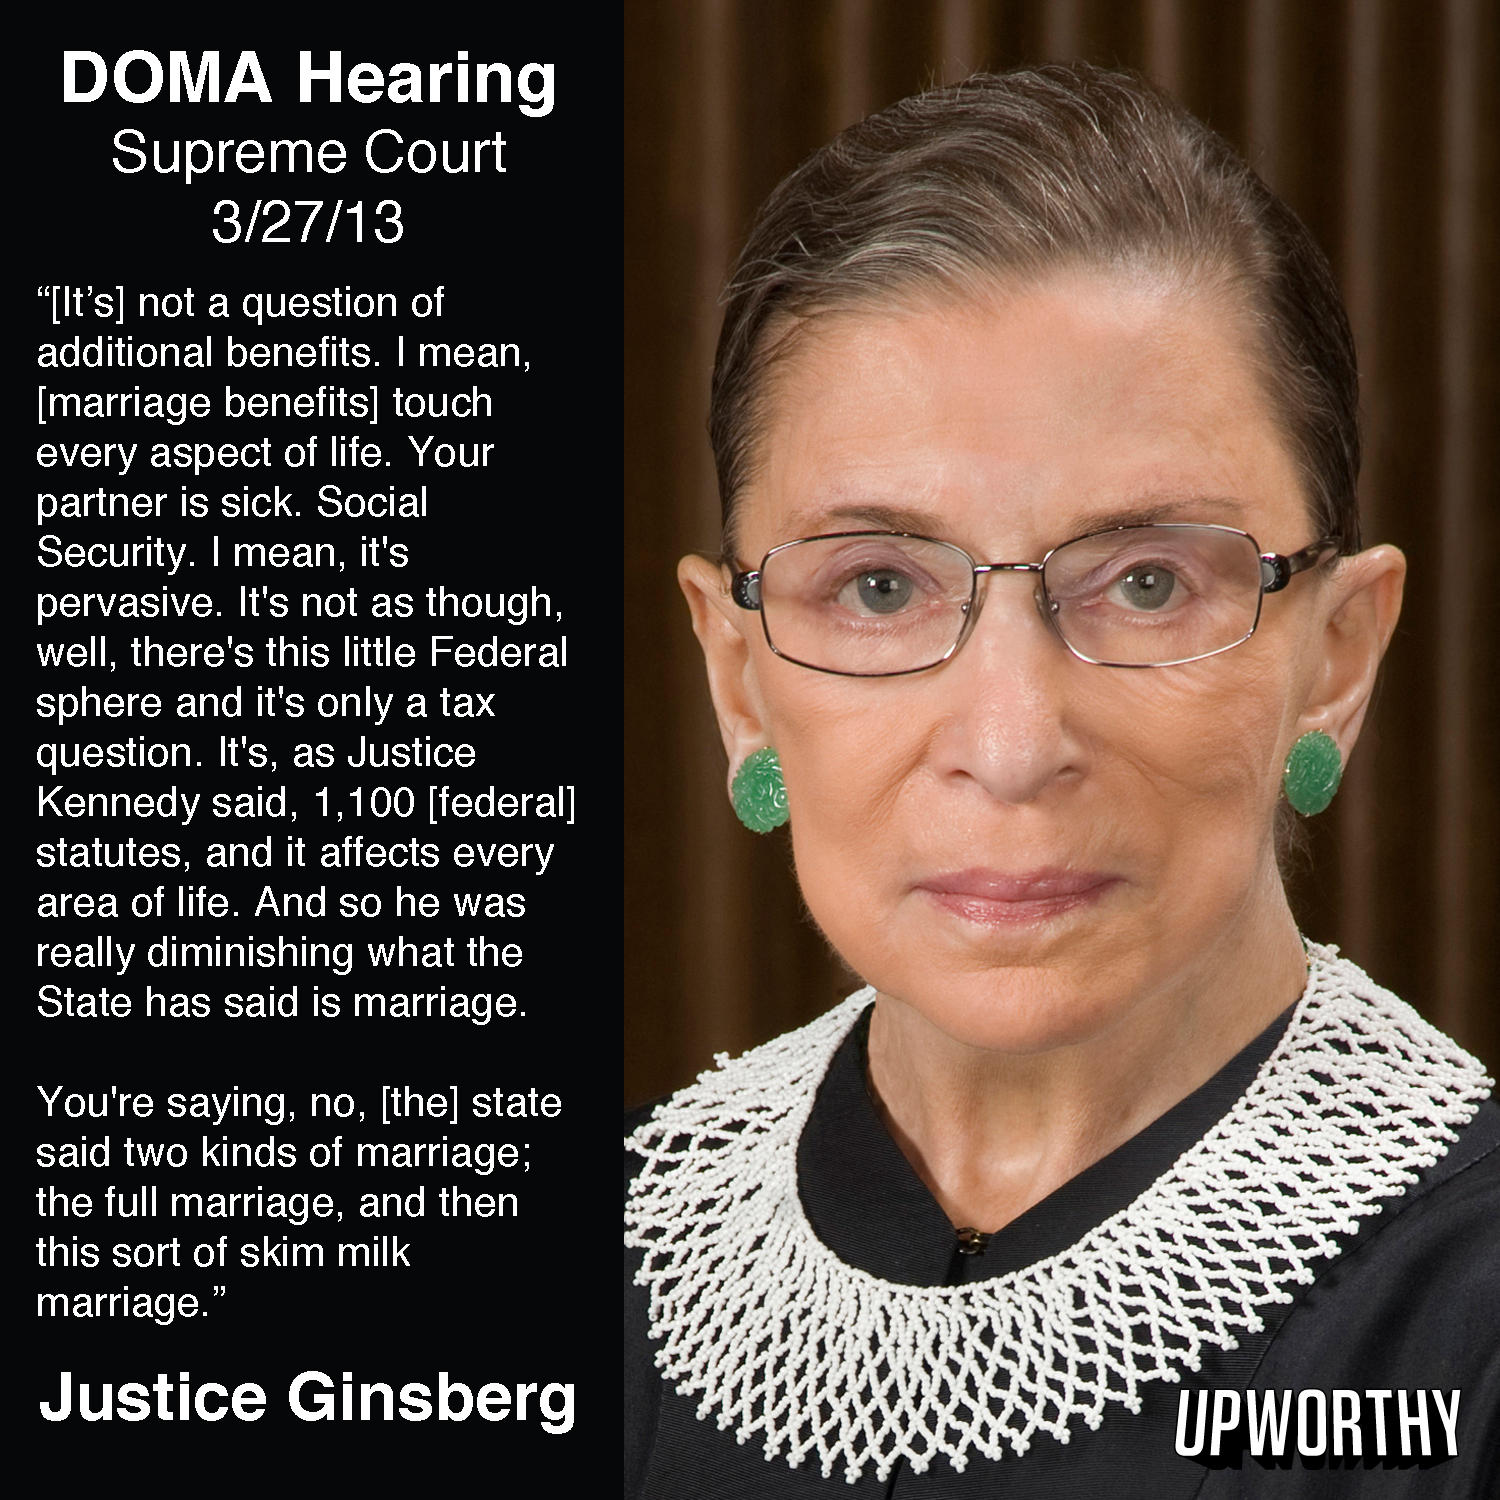 DOMA Hearing
Supreme Court
3/27/13
“[It’s] not a question of
additional benefits. I mean,
[marriage benefits] touch
every aspect of life. Your
partner is sick. Social
Security. I mean, it's
pervasive. It's not as though,
well, there's this little Federal
sphere and it's only a tax
question. It's, as Justice
Kennedy said, 1,100 [federal]
statutes, and it affects every
area of life. And so he was
really diminishing what the
State has said is marriage.
You're saying, no, [the] state
said two kinds of marriage;
the full marriage, and then
this sort of skim milk
marriage.”
Justice Ginsberg
UPWORTHY